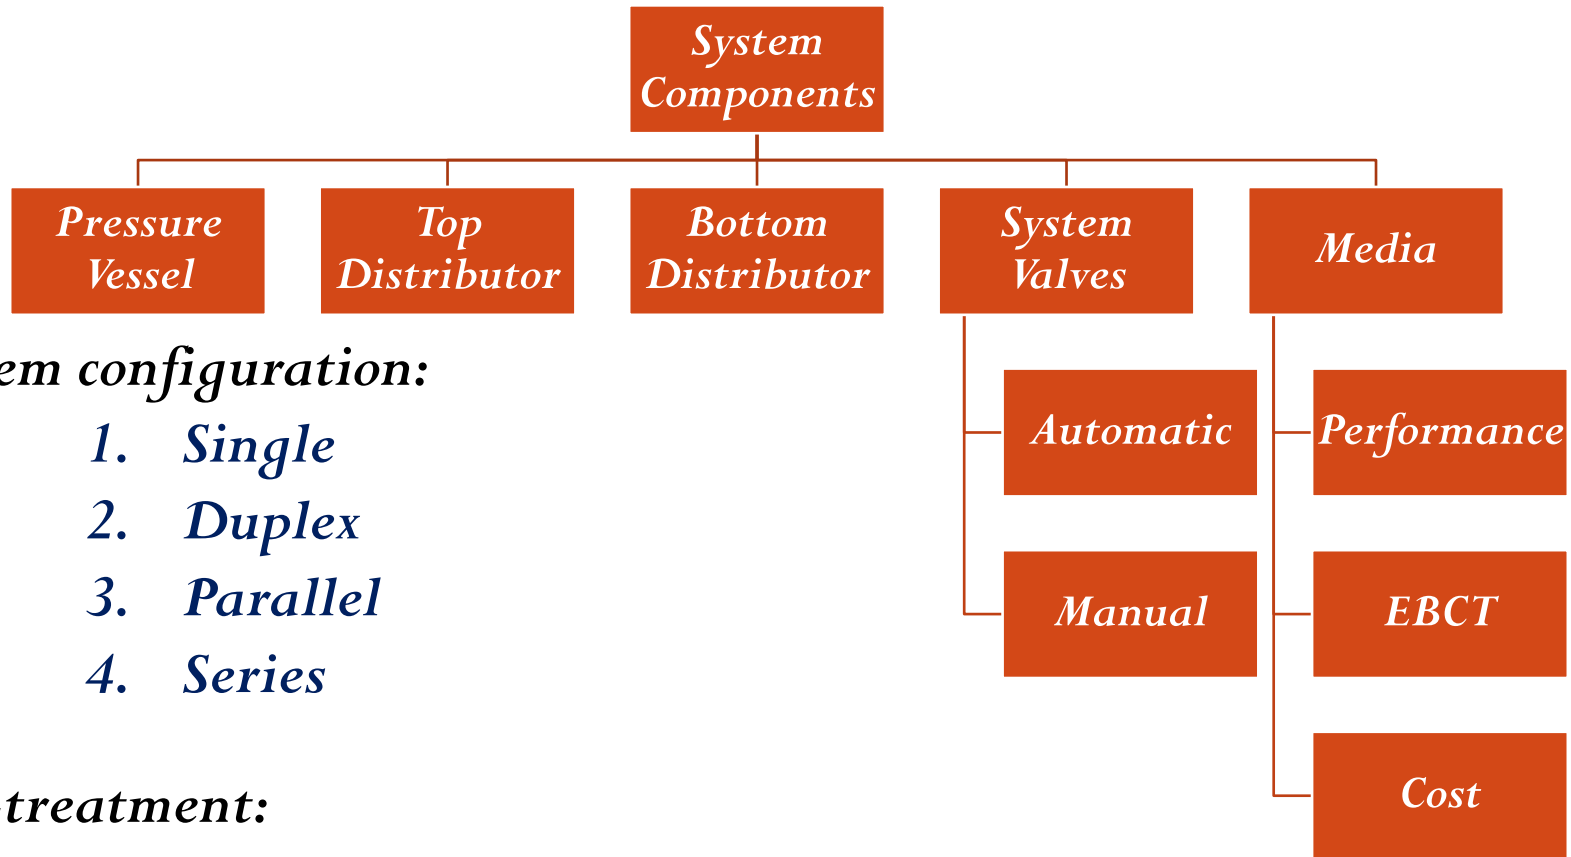 System
Components
Pressure
Vessel
Top
Distributor
Bottom
Distributor
System
Valves
Media
Automatic
Manual
Performance
EBCT
Cost
em configuration:
1. Single
2. Duplex
3. Parallel
4. Series
-treatment: